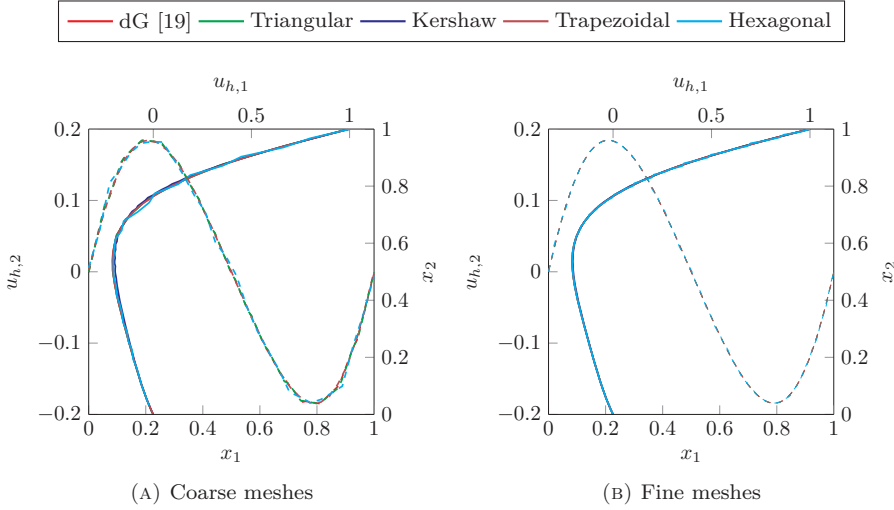 dG [19] Triangular Kershaw Trapezoidal Hexagonal
u_{h,1} u_{h,1}
0 0.5 1 0 0.5 1
0.2 1 0.2 1
0.1 0.8 0.1 0.8
0.6 0.6
u_{h,2} 0 x_2 u_{h,2} 0 x_2
0.4 0.4
−0.1 0.2 −0.1 0.2
−0.2 0 −0.2 0
0 0.2 0.4 0.6 0.8 1 0 0.2 0.4 0.6 0.8 1
x_1 x_1
(A) Coarse meshes (B) Fine meshes